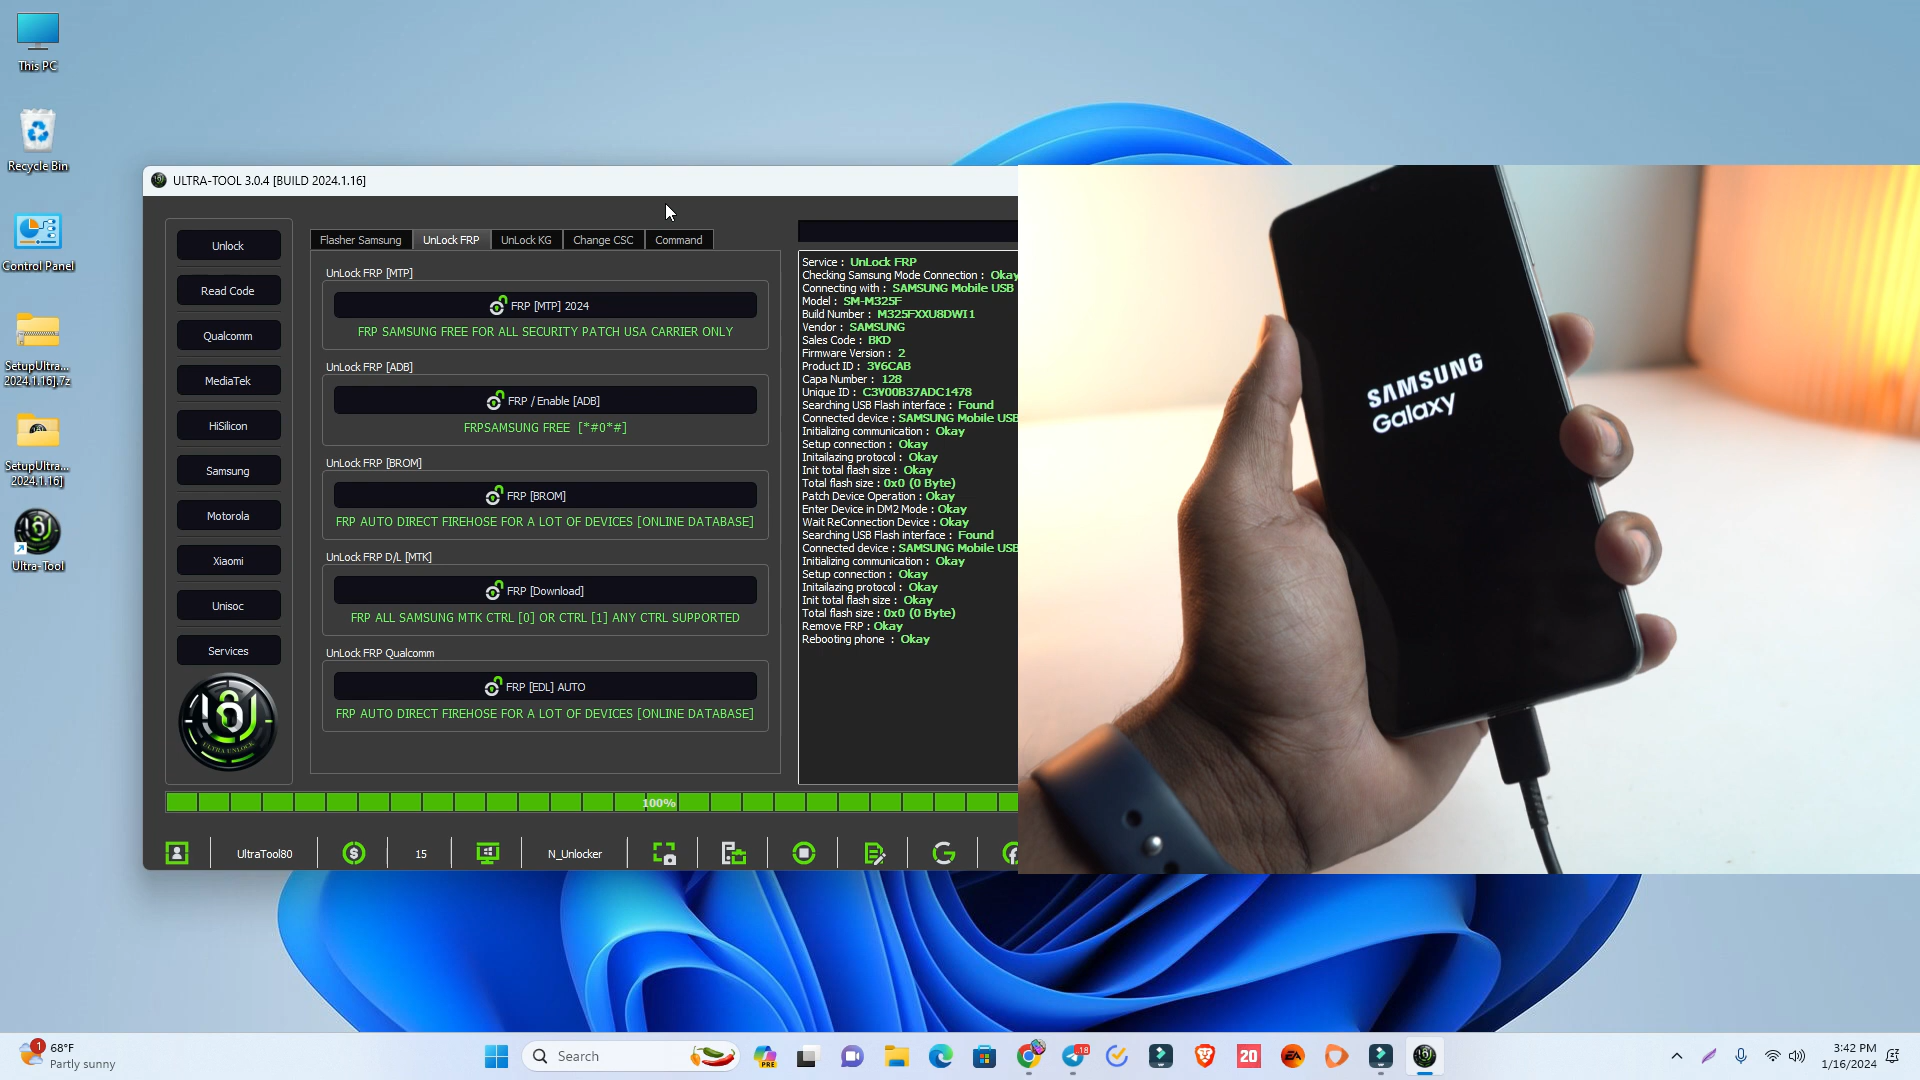 This PC
Recycle Bin
Control Panel
SetupUltra...
2024.1.16].7z
SetupUltra...
2024.1.16]
Ultra-Tool
ULTRA-TOOL 3.0.4 [BUILD 2024.1.16]
Unlock
Read Code
Qualcomm
MediaTek
HiSilicon
Samsung
Motorola
Xiaomi
Unisoc
Services
ULTRA UNLOCK
Flasher Samsung
UnLock FRP
UnLock KG
Change CSC
Command
UnLock FRP [MTP]
FRP [MTP] 2024
FRP SAMSUNG FREE FOR ALL SECURITY PATCH USA CARRIER ONLY
UnLock FRP [ADB]
FRP / Enable [ADB]
FRPSAMSUNG FREE [*#0*#]
UnLock FRP [BROM]
FRP [BROM]
FRP AUTO DIRECT FIREHOSE FOR A LOT OF DEVICES [ONLINE DATABASE]
UnLock FRP D/L [MTK]
FRP [Download]
FRP ALL SAMSUNG MTK CTRL [0] OR CTRL [1] ANY CTRL SUPPORTED
UnLock FRP Qualcomm
FRP [EDL] AUTO
FRP AUTO DIRECT FIREHOSE FOR A LOT OF DEVICES [ONLINE DATABASE]
Service : UnLock FRP
Checking Samsung Mode Connection : Okay
Connecting with : SAMSUNG Mobile USB
Model : SM-M325F
Build Number : M325FXXU8DWI1
Vendor : SAMSUNG
Sales Code : BKD
Firmware Version : 2
Product ID : 3V6CAB
Capa Number : 128
Unique ID : C3V00B37ADC1478
Searching USB Flash interface : Found
Connected device : SAMSUNG Mobile USB
Initializing communication : Okay
Setup connection : Okay
Initailazing protocol : Okay
Init total flash size : Okay
Total flash size : 0x0 (0 Byte)
Patch Device Operation : Okay
Enter Device in DM2 Mode : Okay
Wait ReConnection Device : Okay
Searching USB Flash interface : Found
Connected device : SAMSUNG Mobile USB
Initializing communication : Okay
Setup connection : Okay
Initailazing protocol : Okay
Init total flash size : Okay
Total flash size : 0x0 (0 Byte)
Remove FRP : Okay
Rebooting phone : Okay
SAMSUNG
Galaxy
100%
UltraTool80
15
N_Unlocker
1
68°F
Partly sunny
Search
PRE
18
20
EA
3:42 PM
1/16/2024